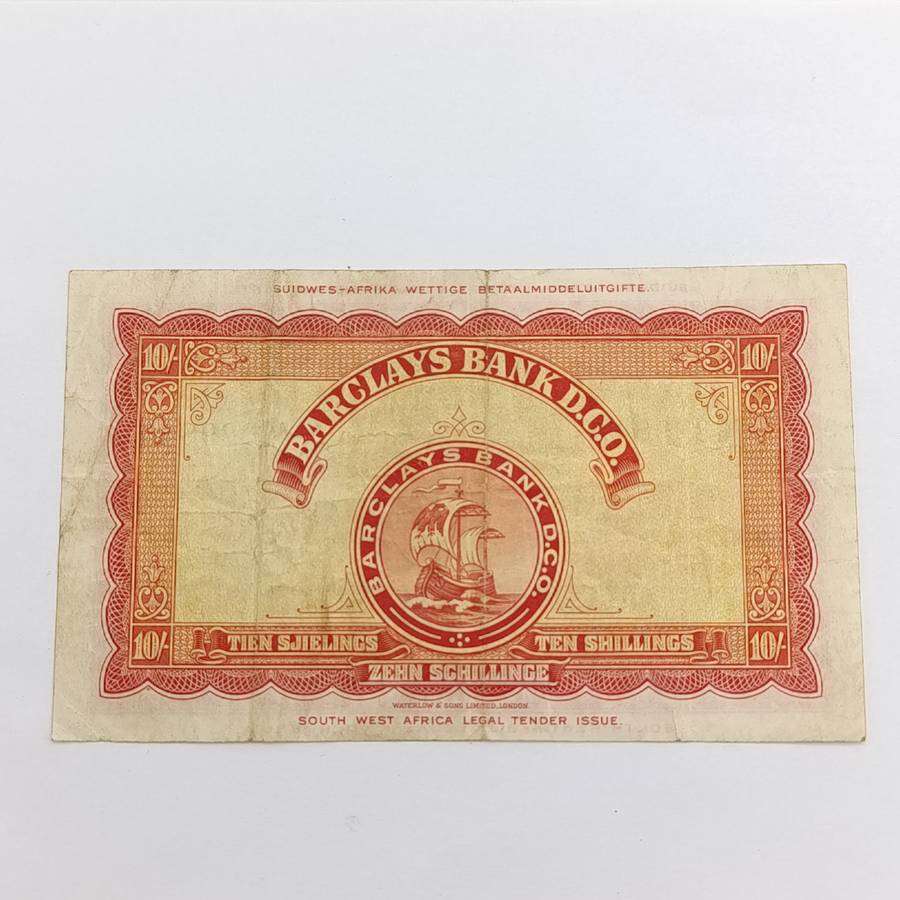 SUIDWES-AFRIKA WETTIGE BETAALMIDDELUITGIFTE.
10/- 10/-
BARCLAYS BANK D.C.O.
BARCLAYS BANK D.C.O.
10/- TIEN SJIELINGS TEN SHILLINGS 10/-
ZEHN SCHILLINGE
WATERLOW & SONS LIMITED, LONDON
SOUTH WEST AFRICA LEGAL TENDER ISSUE.